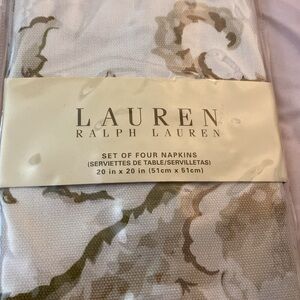 LAUREN
RALPH LAUREN
SET OF FOUR NAPKINS
(SERVIETTES DE TABLE/SERVILLETAS)
20 in x 20 in (51cm x 51cm)